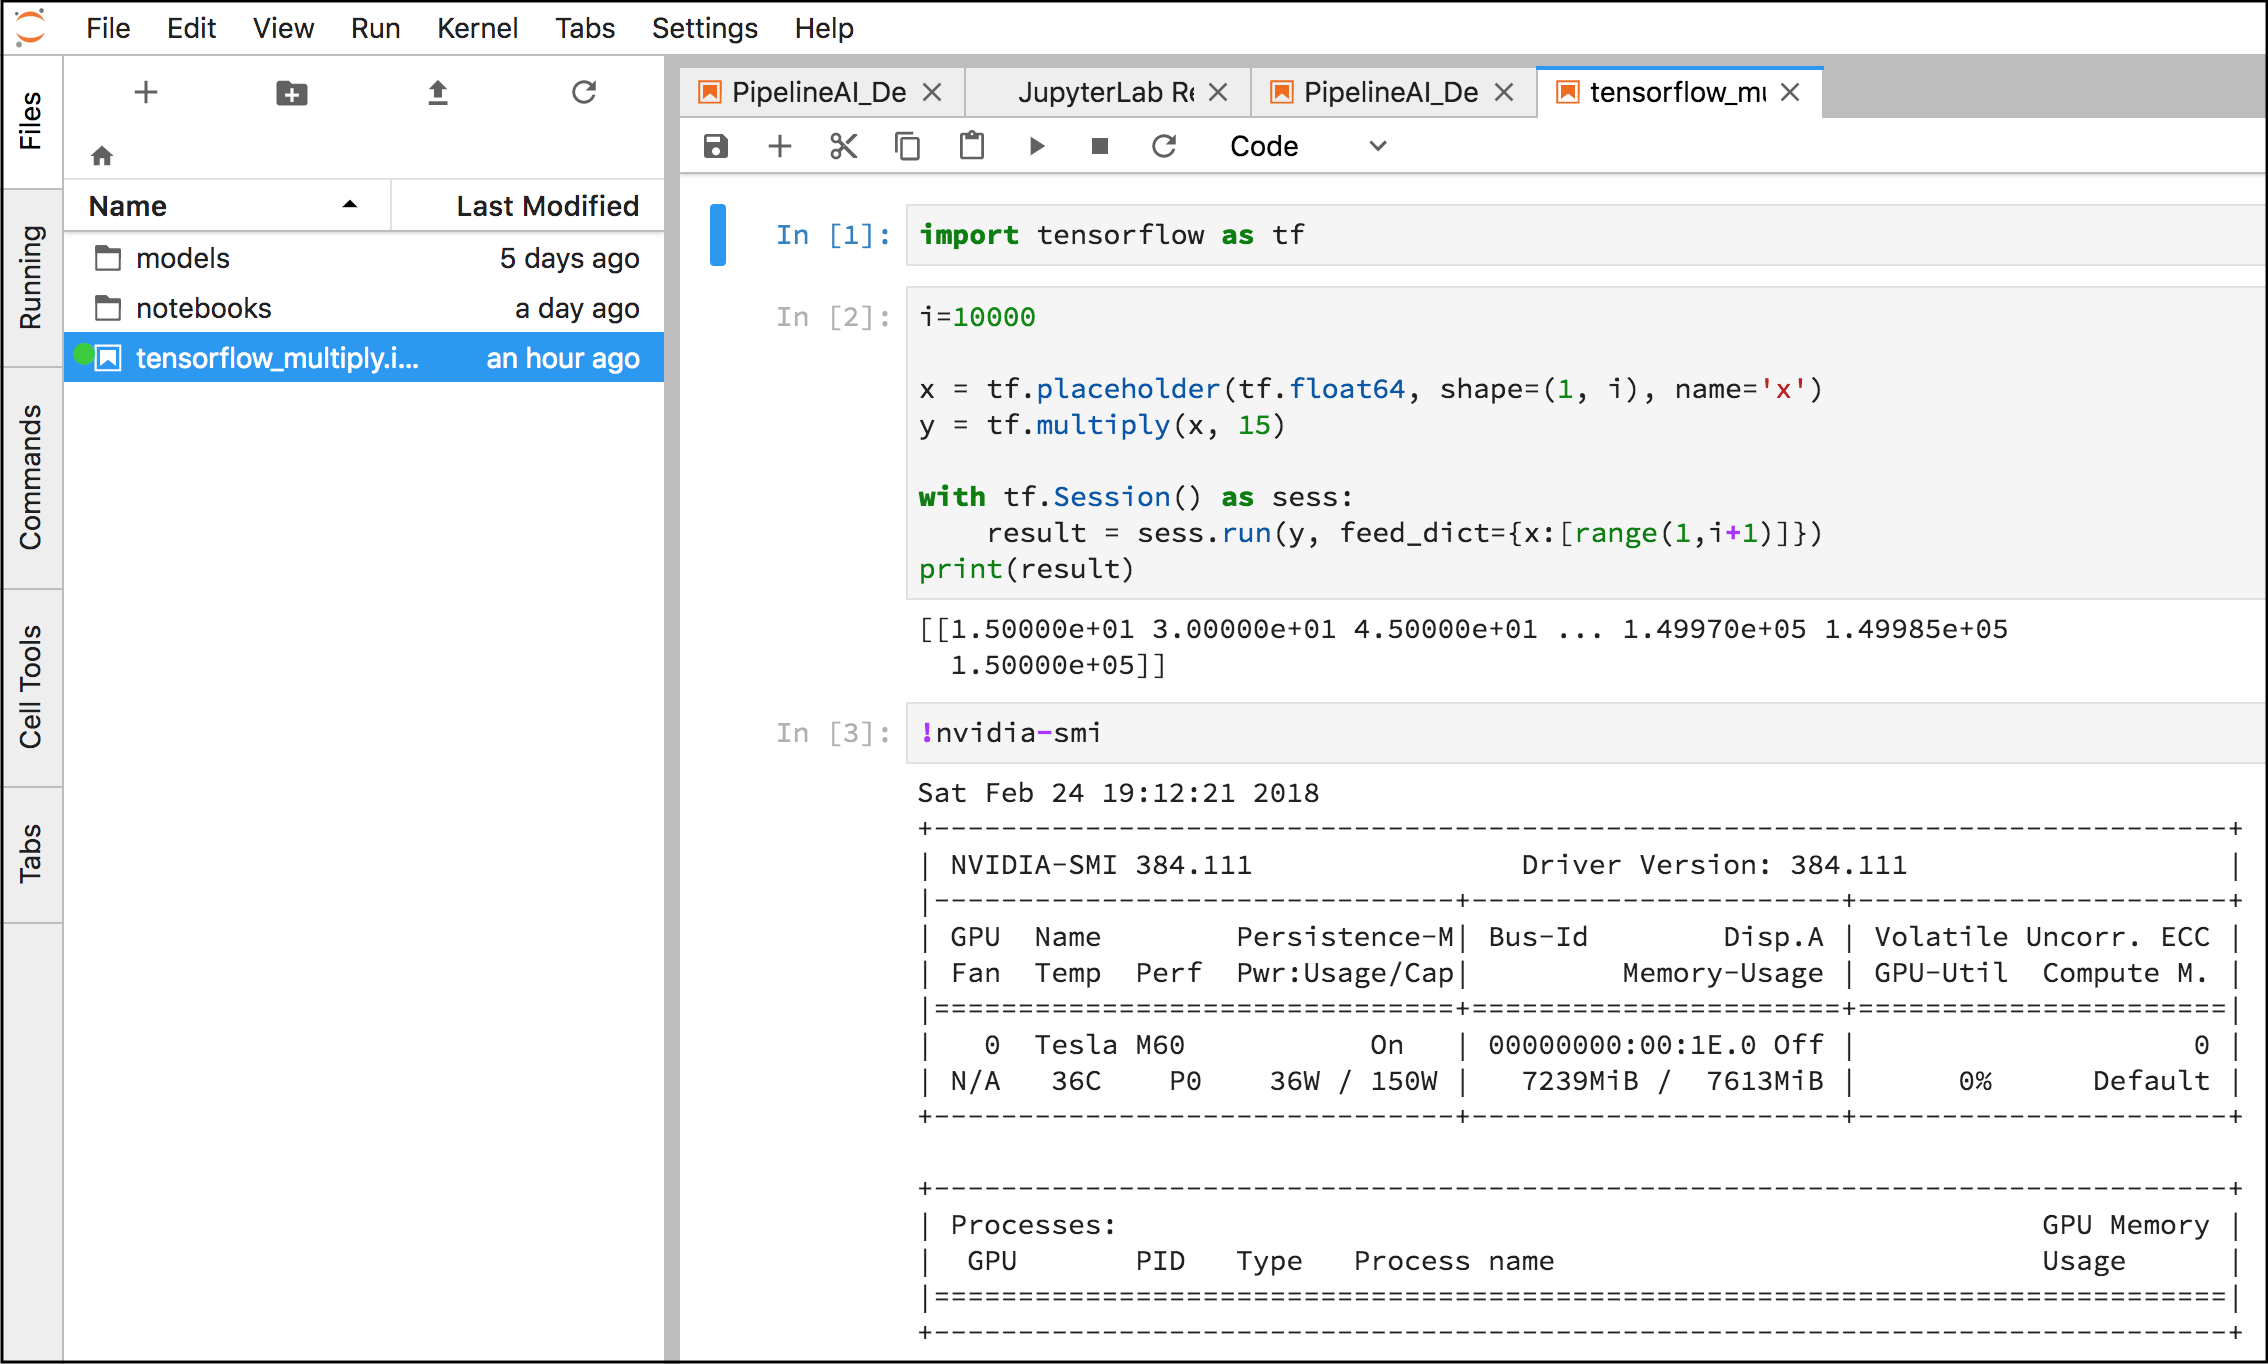 File Edit View Run Kernel Tabs Settings Help
Files
Running
Commands
Cell Tools
Tabs
Name Last Modified
models 5 days ago
notebooks a day ago
tensorflow_multiply.i... an hour ago
PipelineAI_De JupyterLab Re PipelineAI_De tensorflow_mu
Code
In [1]: import tensorflow as tf
In [2]: i=10000
x = tf.placeholder(tf.float64, shape=(1, i), name='x')
y = tf.multiply(x, 15)
with tf.Session() as sess:
    result = sess.run(y, feed_dict={x:[range(1,i+1)]})
print(result)
[[1.50000e+01 3.00000e+01 4.50000e+01 ... 1.49970e+05 1.49985e+05
  1.50000e+05]]
In [3]: !nvidia-smi
Sat Feb 24 19:12:21 2018
+-----------------------------------------------------------------------------+
| NVIDIA-SMI 384.111                Driver Version: 384.111                   |
|-------------------------------+----------------------+----------------------+
| GPU  Name        Persistence-M| Bus-Id        Disp.A | Volatile Uncorr. ECC |
| Fan  Temp  Perf  Pwr:Usage/Cap|         Memory-Usage | GPU-Util  Compute M. |
|===============================+======================+======================|
|   0  Tesla M60           On   | 00000000:00:1E.0 Off |                    0 |
| N/A   36C    P0    36W / 150W |   7239MiB /  7613MiB |      0%      Default |
+-------------------------------+----------------------+----------------------+
+-----------------------------------------------------------------------------+
| Processes:                                                       GPU Memory |
|  GPU       PID   Type   Process name                             Usage      |
|=============================================================================|
+-----------------------------------------------------------------------------+